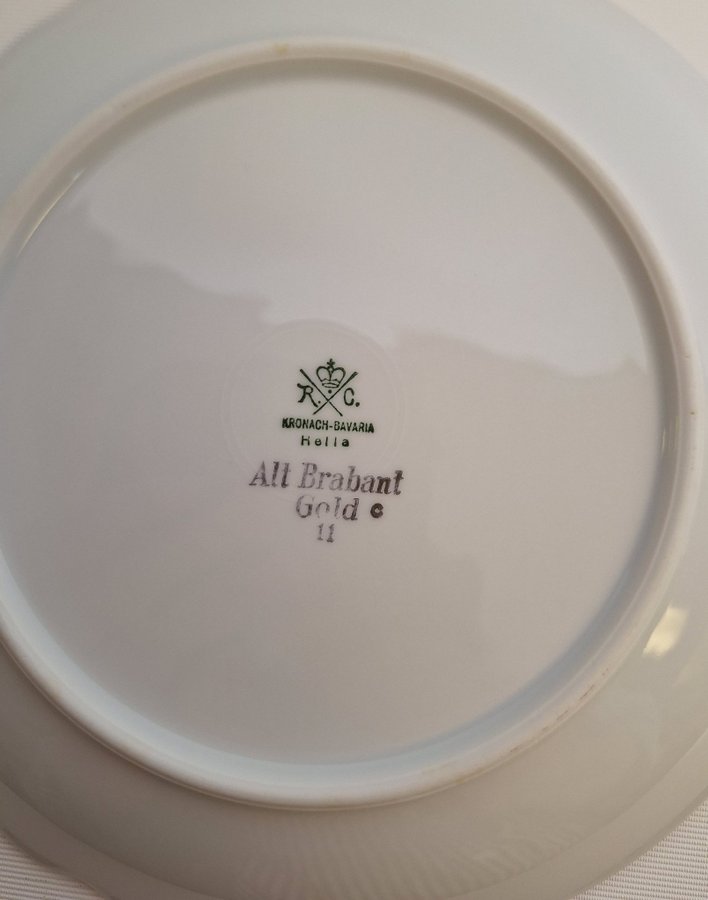 R. C.
KRONACH-BAVARIA
Hella
Alt Brabant
Gold c
11